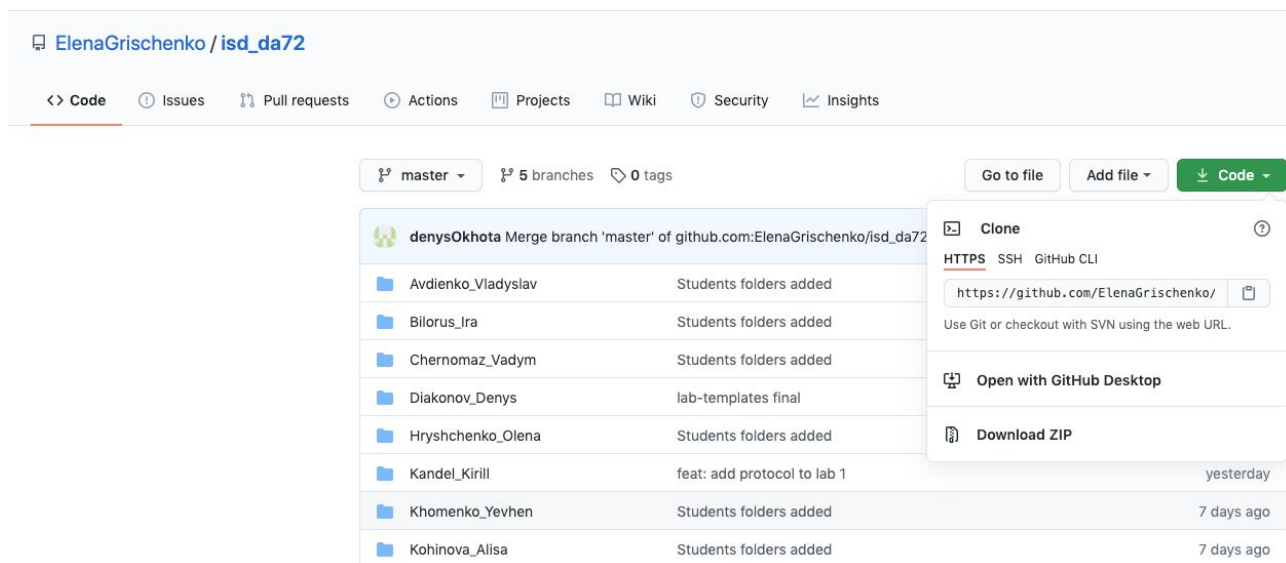 ElenaGrischenko / isd_da72
<> Code Issues Pull requests Actions Projects Wiki Security Insights
master 5 branches 0 tags Go to file Add file Code
denysOkhota Merge branch 'master' of github.com:ElenaGrischenko/isd_da72
Avdienko_Vladyslav Students folders added
Bilorus_Ira Students folders added
Chernomaz_Vadym Students folders added
Diakonov_Denys lab-templates final
Hryshchenko_Olena Students folders added
Kandel_Kirill feat: add protocol to lab 1 yesterday
Khomenko_Yevhen Students folders added 7 days ago
Kohinova_Alisa Students folders added 7 days ago
Clone
HTTPS SSH GitHub CLI
https://github.com/ElenaGrischenko/
Use Git or checkout with SVN using the web URL.
Open with GitHub Desktop
Download ZIP